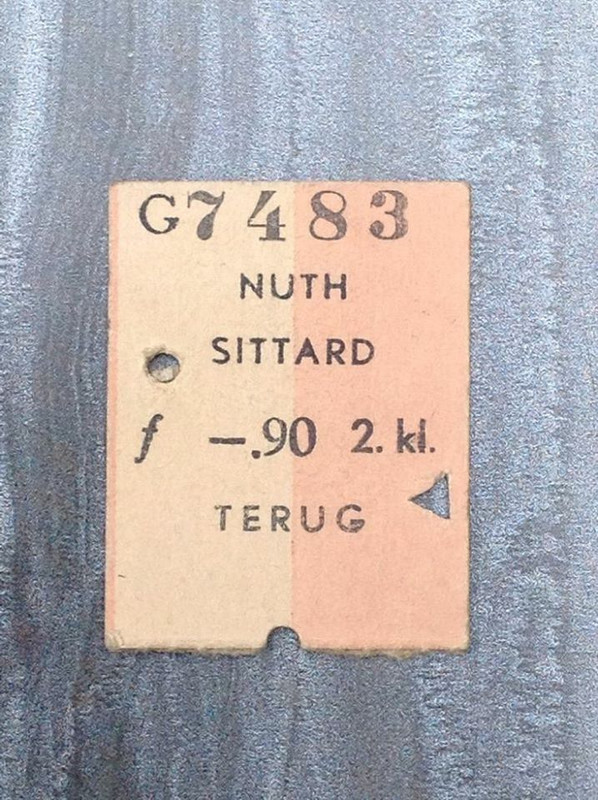 G7483
NUTH
SITTARD
f –.90 2. kl.
TERUG